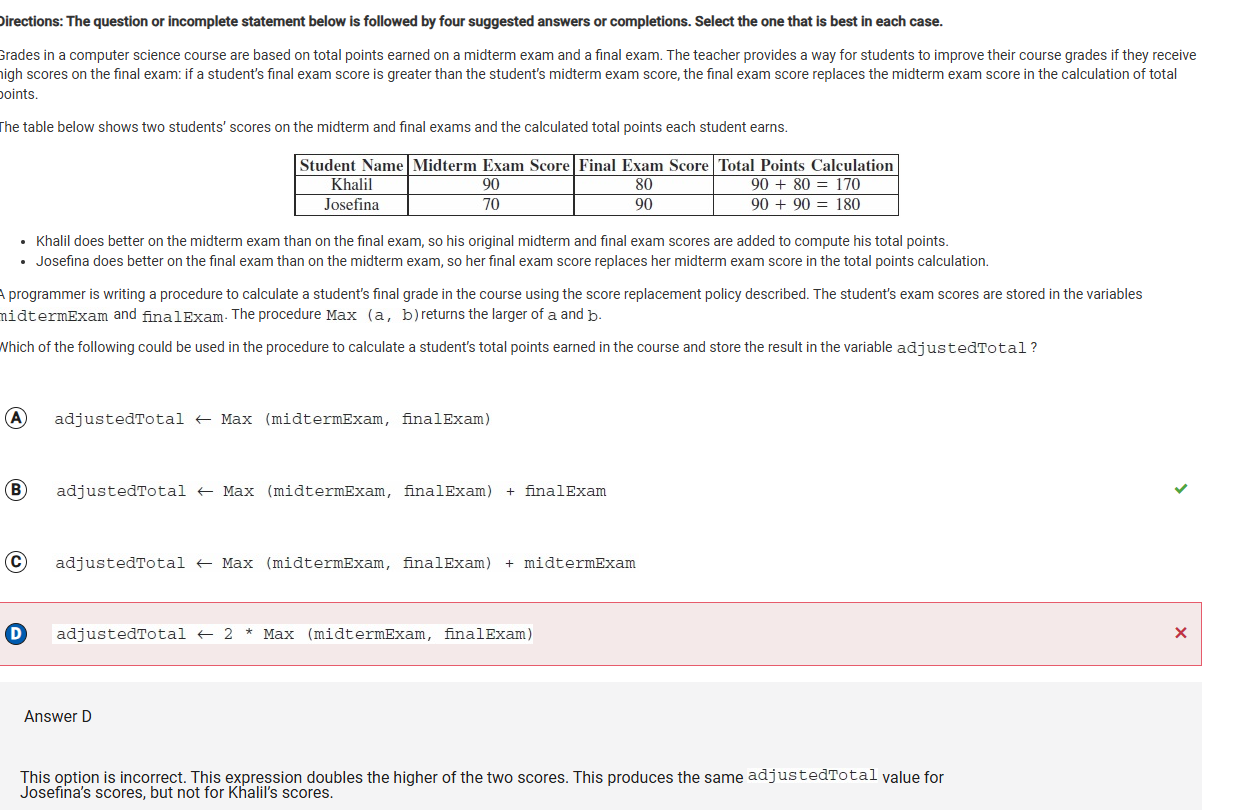 Directions: The question or incomplete statement below is followed by four suggested answers or completions. Select the one that is best in each case.
Grades in a computer science course are based on total points earned on a midterm exam and a final exam. The teacher provides a way for students to improve their course grades if they receive
high scores on the final exam: if a student's final exam score is greater than the student's midterm exam score, the final exam score replaces the midterm exam score in the calculation of total
points.
The table below shows two students' scores on the midterm and final exams and the calculated total points each student earns.
Student Name Midterm Exam Score Final Exam Score Total Points Calculation
Khalil 90 80 90 + 80 = 170
Josefina 70 90 90 + 90 = 180
• Khalil does better on the midterm exam than on the final exam, so his original midterm and final exam scores are added to compute his total points.
• Josefina does better on the final exam than on the midterm exam, so her final exam score replaces her midterm exam score in the total points calculation.
A programmer is writing a procedure to calculate a student's final grade in the course using the score replacement policy described. The student's exam scores are stored in the variables
midtermExam and finalExam. The procedure Max (a, b)returns the larger of a and b.
Which of the following could be used in the procedure to calculate a student's total points earned in the course and store the result in the variable adjustedTotal ?
A adjustedTotal ← Max (midtermExam, finalExam)
B adjustedTotal ← Max (midtermExam, finalExam) + finalExam
C adjustedTotal ← Max (midtermExam, finalExam) + midtermExam
D adjustedTotal ← 2 * Max (midtermExam, finalExam)
Answer D
This option is incorrect. This expression doubles the higher of the two scores. This produces the same adjustedTotal value for
Josefina's scores, but not for Khalil's scores.